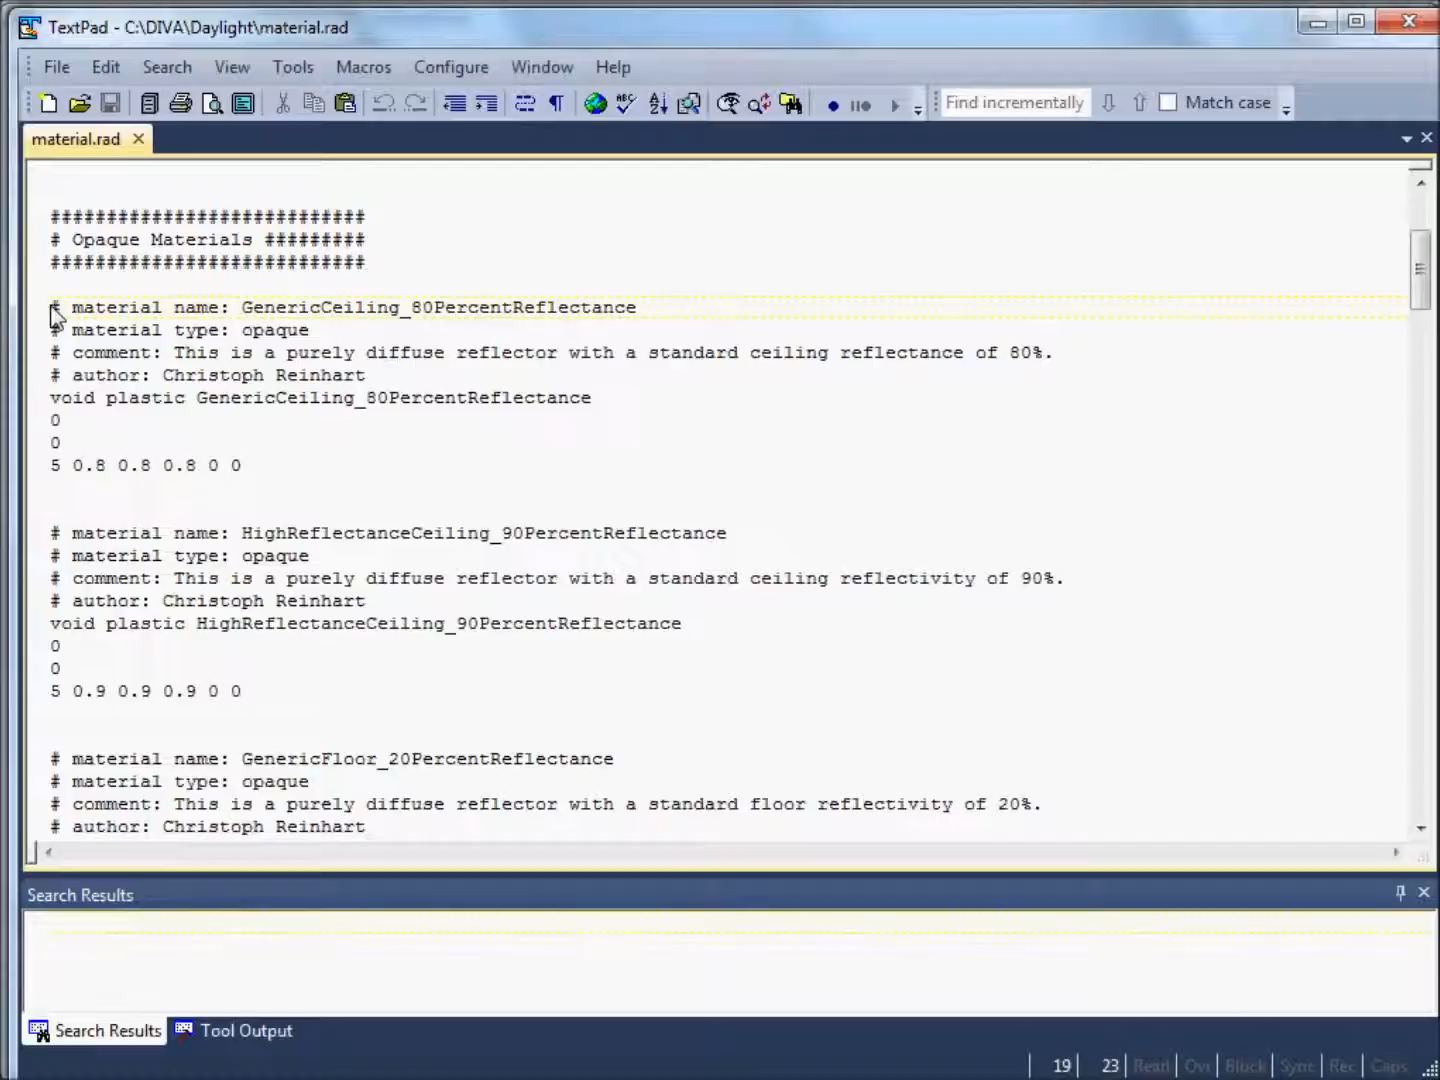 TextPad - C:\DIVA\Daylight\material.rad
File Edit Search View Tools Macros Configure Window Help
Find incrementally Match case
material.rad
############################
# Opaque Materials #########
############################
# material name: GenericCeiling_80PercentReflectance
# material type: opaque
# comment: This is a purely diffuse reflector with a standard ceiling reflectance of 80%.
# author: Christoph Reinhart
void plastic GenericCeiling_80PercentReflectance
0
0
5 0.8 0.8 0.8 0 0
# material name: HighReflectanceCeiling_90PercentReflectance
# material type: opaque
# comment: This is a purely diffuse reflector with a standard ceiling reflectivity of 90%.
# author: Christoph Reinhart
void plastic HighReflectanceCeiling_90PercentReflectance
0
0
5 0.9 0.9 0.9 0 0
# material name: GenericFloor_20PercentReflectance
# material type: opaque
# comment: This is a purely diffuse reflector with a standard floor reflectivity of 20%.
# author: Christoph Reinhart
Search Results
Search Results Tool Output
19 23 Read Ovr Block Sync Rec Caps